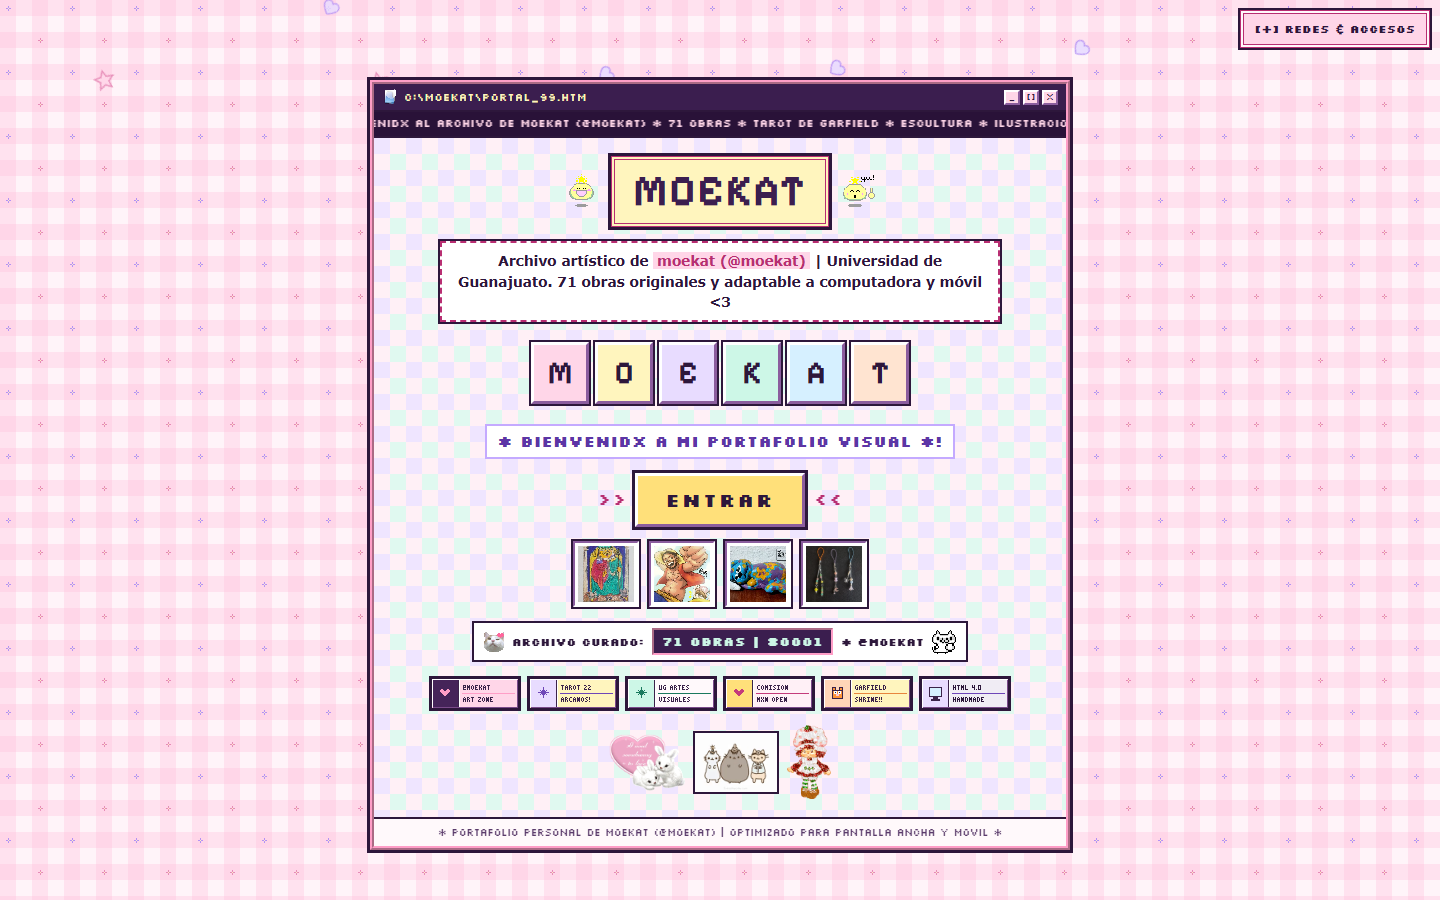 [+] REDES & ACCESOS
C:\MOEKAT\PORTAL_99.HTM
ENIDX AL ARCHIVO DE MOEKAT (@MOEKAT) * 71 OBRAS * TAROT DE GARFIELD * ESCULTURA * ILUSTRACIO
MOEKAT
yay!
Archivo artístico de moekat (@moekat) | Universidad de
Guanajuato. 71 obras originales y adaptable a computadora y móvil
<3
M O E K A T
* BIENVENIDX A MI PORTAFOLIO VISUAL *!
>> ENTRAR <<
ARCHIVO CURADO: 71 OBRAS | #0001 * @MOEKAT
@MOEKAT
ART ZONE
TAROT 22
ARCANOS!
UG ARTES
VISUALES
COMISION
MXN OPEN
GARFIELD
SHRINE!!
HTML 4.0
HANDMADE
* PORTAFOLIO PERSONAL DE MOEKAT (@MOEKAT) | OPTIMIZADO PARA PANTALLA ANCHA Y MOVIL *